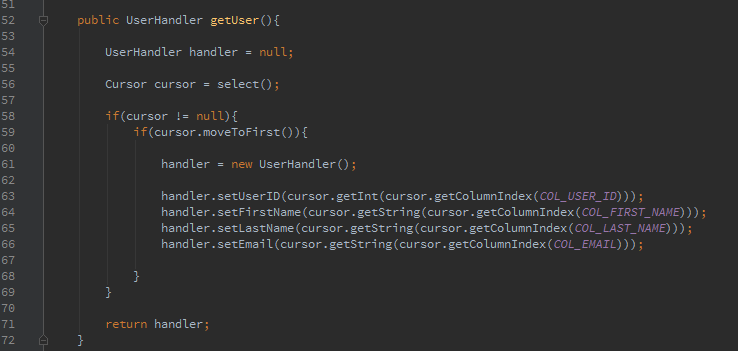 51
52 public UserHandler getUser(){
53
54 UserHandler handler = null;
55
56 Cursor cursor = select();
57
58 if(cursor != null){
59 if(cursor.moveToFirst()){
60
61 handler = new UserHandler();
62
63 handler.setUserID(cursor.getInt(cursor.getColumnIndex(COL_USER_ID)));
64 handler.setFirstName(cursor.getString(cursor.getColumnIndex(COL_FIRST_NAME)));
65 handler.setLastName(cursor.getString(cursor.getColumnIndex(COL_LAST_NAME)));
66 handler.setEmail(cursor.getString(cursor.getColumnIndex(COL_EMAIL)));
67
68 }
69 }
70
71 return handler;
72 }